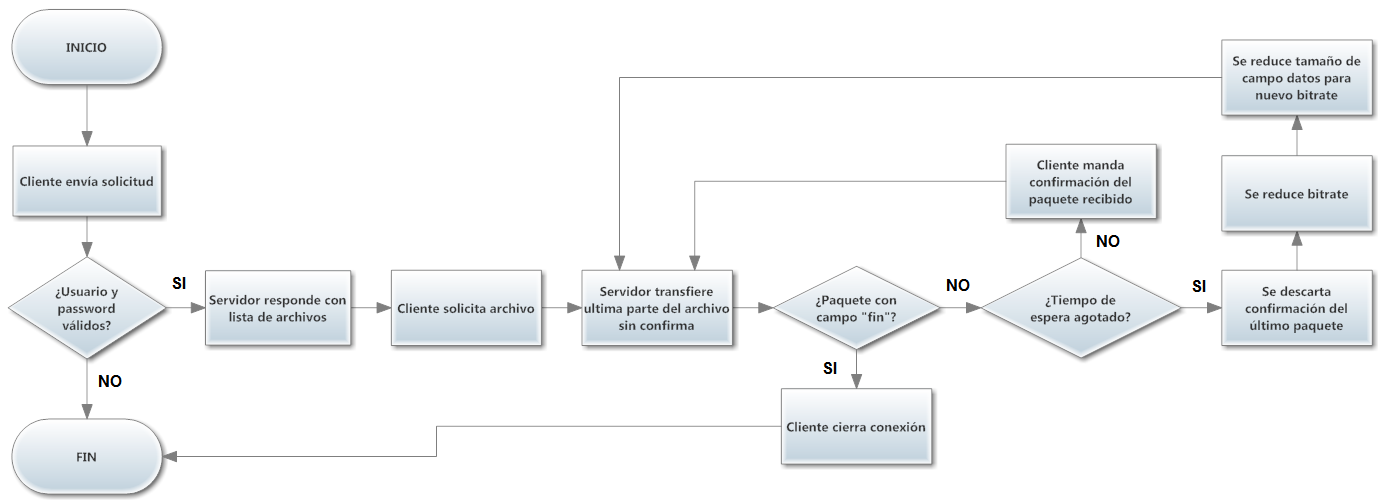 INICIO
Cliente envía solicitud
¿Usuario y
password
válidos?
SI
NO
FIN
Servidor responde con
lista de archivos
Cliente solicita archivo
Servidor transfiere
ultima parte del archivo
sin confirma
¿Paquete con
campo "fin"?
SI
Cliente cierra conexión
NO
¿Tiempo de
espera agotado?
NO
Cliente manda
confirmación del
paquete recibido
SI
Se descarta
confirmación del
último paquete
Se reduce bitrate
Se reduce tamaño de
campo datos para
nuevo bitrate